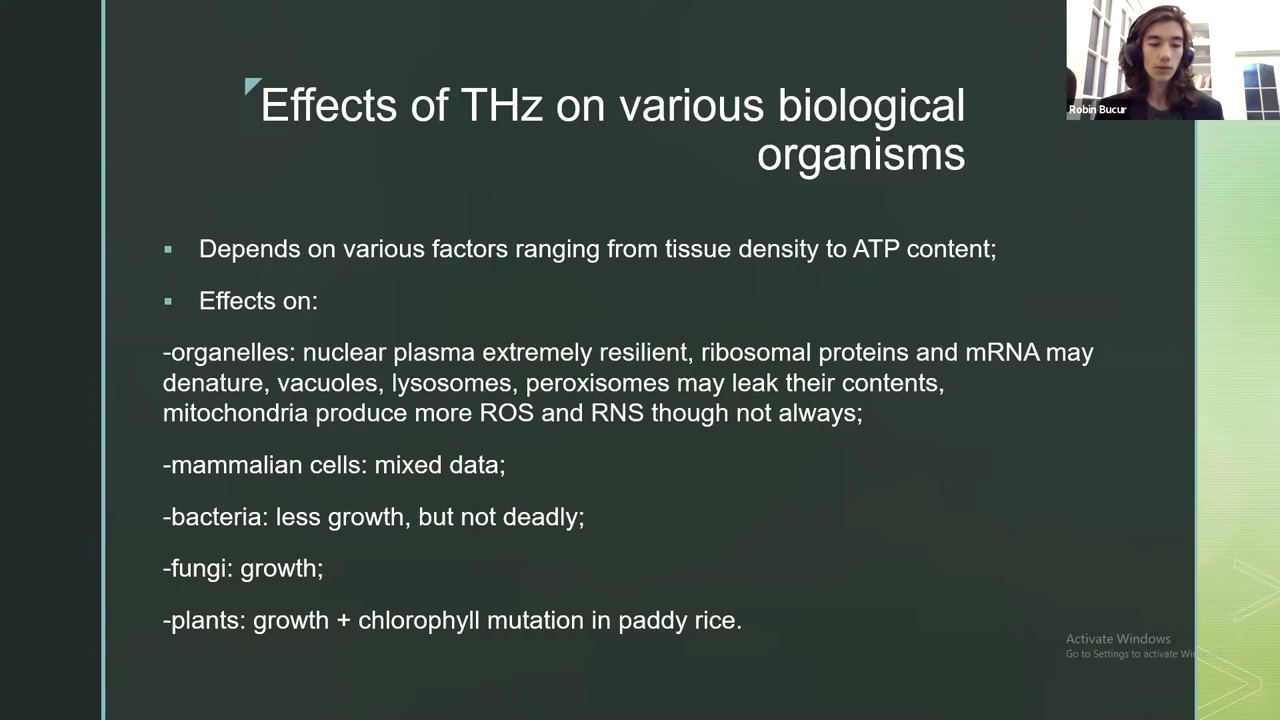 Effects of THz on various biological
organisms
Robin Bucur
▪ Depends on various factors ranging from tissue density to ATP content;
▪ Effects on:
-organelles: nuclear plasma extremely resilient, ribosomal proteins and mRNA may
denature, vacuoles, lysosomes, peroxisomes may leak their contents,
mitochondria produce more ROS and RNS though not always;
-mammalian cells: mixed data;
-bacteria: less growth, but not deadly;
-fungi: growth;
-plants: growth + chlorophyll mutation in paddy rice.
Activate Windows
Go to Settings to activate